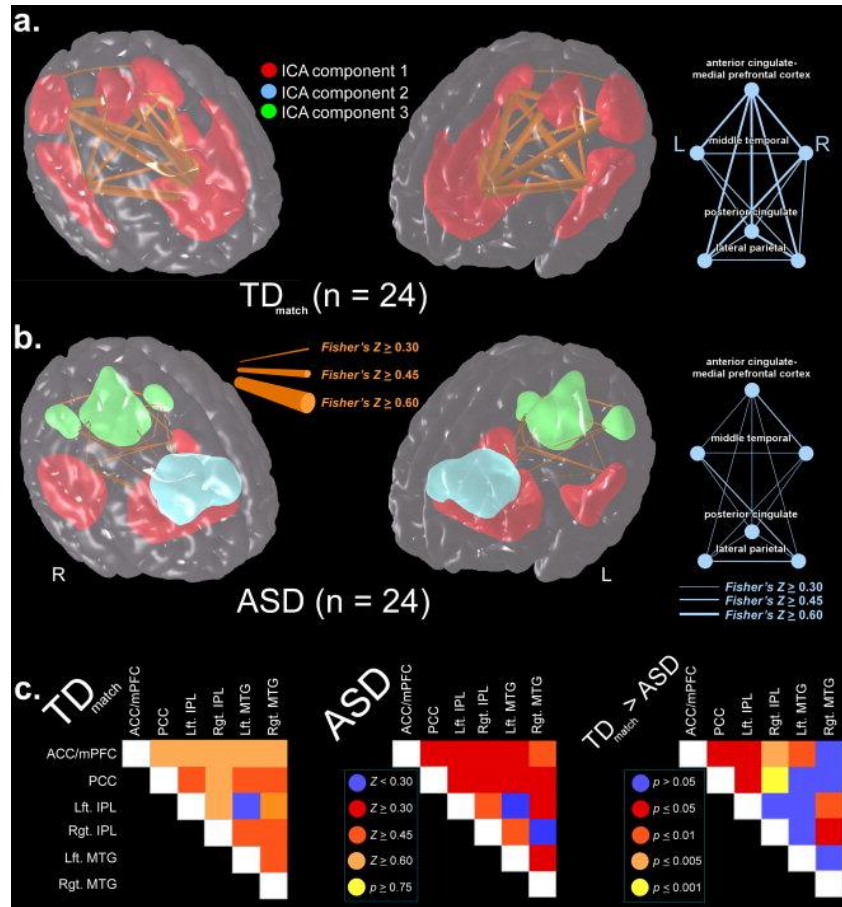 a.
ICA component 1
ICA component 2
ICA component 3
anterior cingulate-
medial prefrontal cortex
L
middle temporal
R
posterior cingulate
lateral parietal
TD match (n = 24)
b.
Fisher's Z ≥ 0.30
Fisher's Z ≥ 0.45
Fisher's Z ≥ 0.60
anterior cingulate-
medial prefrontal cortex
middle temporal
posterior cingulate
lateral parietal
R
L
ASD (n = 24)
Fisher's Z ≥ 0.30
Fisher's Z ≥ 0.45
Fisher's Z ≥ 0.60
c.
TD match
ACC/mPFC
PCC
Lft. IPL
Rgt. IPL
Lft. MTG
Rgt. MTG
ACC/mPFC
PCC
Lft. IPL
Rgt. IPL
Lft. MTG
Rgt. MTG
ASD
ACC/mPFC
PCC
Lft. IPL
Rgt. IPL
Lft. MTG
Rgt. MTG
Z < 0.30
Z ≥ 0.30
Z ≥ 0.45
Z ≥ 0.60
p ≥ 0.75
TD match > ASD
ACC/mPFC
PCC
Lft. IPL
Rgt. IPL
Lft. MTG
Rgt. MTG
p > 0.05
p ≤ 0.05
p ≤ 0.01
p ≤ 0.005
p ≤ 0.001